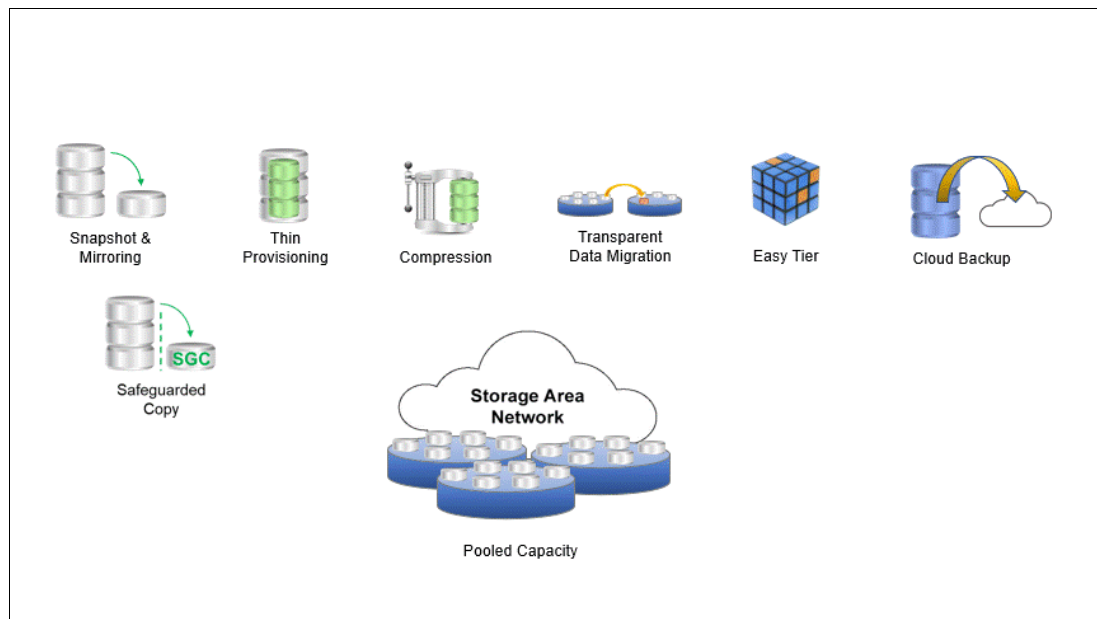 Snapshot &
Mirroring
Thin
Provisioning
Compression
Transparent
Data Migration
Easy Tier
Cloud Backup
SGC
Safeguarded
Copy
Storage Area
Network
Pooled Capacity